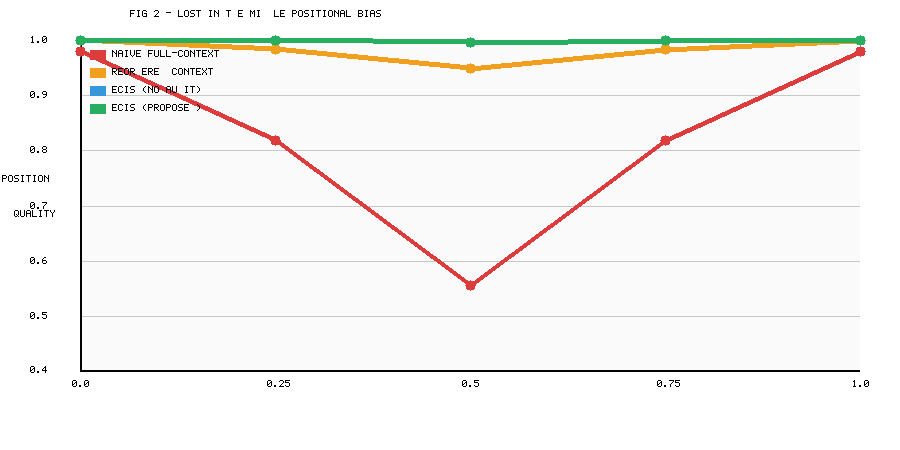 FIG 2 - LOST IN T E MI  LE POSITIONAL BIAS
1.0
NAIVE FULL-CONTEXT
REOR ERE  CONTEXT
ECIS (NO AU IT)
ECIS (PROPOSE )
0.9
0.8
POSITION
0.7
QUALITY
0.6
0.5
0.4
0.0 0.25 0.5 0.75 1.0